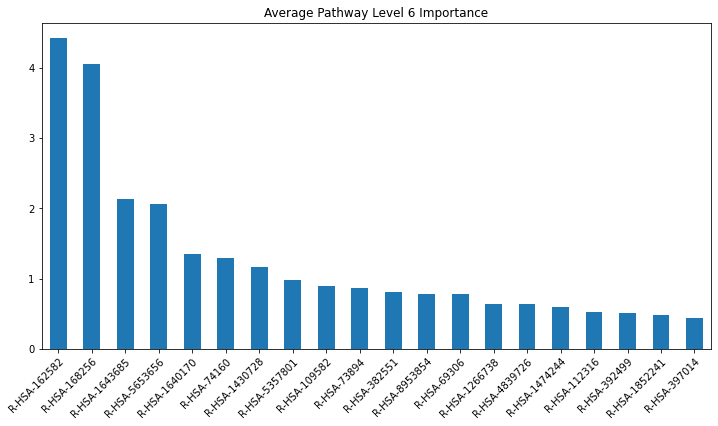 Average Pathway Level 6 Importance
4
3
2
1
0
R-HSA-162582
R-HSA-168256
R-HSA-1643685
R-HSA-5653656
R-HSA-1640170
R-HSA-74160
R-HSA-1430728
R-HSA-5357801
R-HSA-109582
R-HSA-73894
R-HSA-382551
R-HSA-8953854
R-HSA-69306
R-HSA-1266738
R-HSA-4839726
R-HSA-1474244
R-HSA-112316
R-HSA-392499
R-HSA-1852241
R-HSA-397014